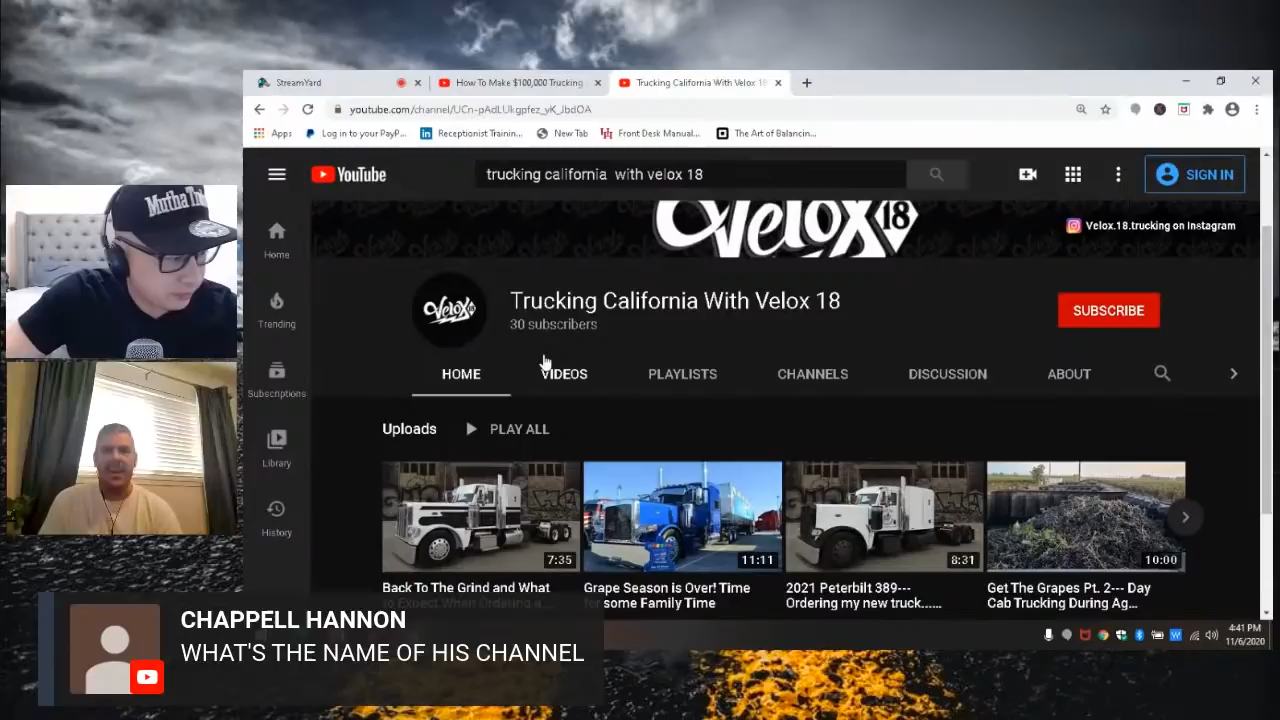 StreamYard
How To Make $100,000 Trucking
Trucking California With Velox 18
youtube.com/channel/UCn-pAdLUkgpfez_yK_JbdOA
Apps
Log in to your PayP...
Receptionist Trainin...
New Tab
Front Desk Manual...
The Art of Balancin...
YouTube
trucking california with velox 18
SIGN IN
Mutha
Velox 18
Velox.18.trucking on Instagram
Home
Trending
Subscriptions
Library
History
Velox
Trucking California With Velox 18
30 subscribers
SUBSCRIBE
HOME
VIDEOS
PLAYLISTS
CHANNELS
DISCUSSION
ABOUT
Uploads
PLAY ALL
7:35
11:11
8:31
10:00
Back To The Grind and What
to Expect When Ordering a...
Grape Season is Over! Time
for some Family Time
2021 Peterbilt 389---
Ordering my new truck......
Get The Grapes Pt. 2--- Day
Cab Trucking During Ag...
CHAPPELL HANNON
WHAT'S THE NAME OF HIS CHANNEL
4:41 PM
11/6/2020